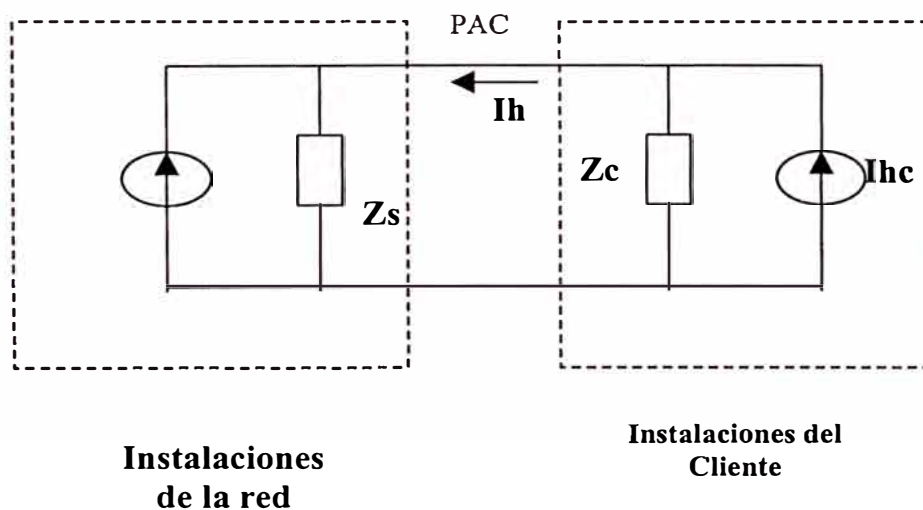 PAC
Ih
Zs
Zc
Ihc
Instalaciones
de la red
Instalaciones del
Cliente